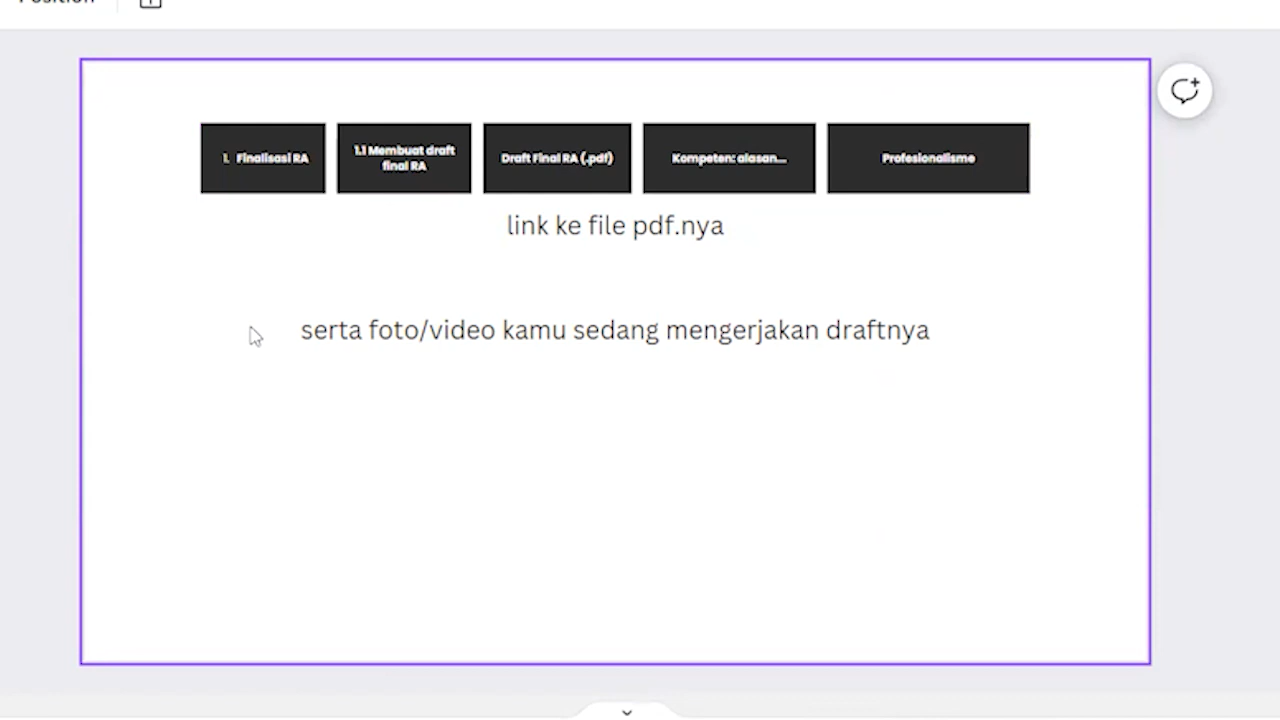 Position
1. Finalisasi RA
1.1 Membuat draft
final RA
Draft Final RA (.pdf)
Kompeten: alasan...
Profesionalisme
link ke file pdf.nya
serta foto/video kamu sedang mengerjakan draftnya